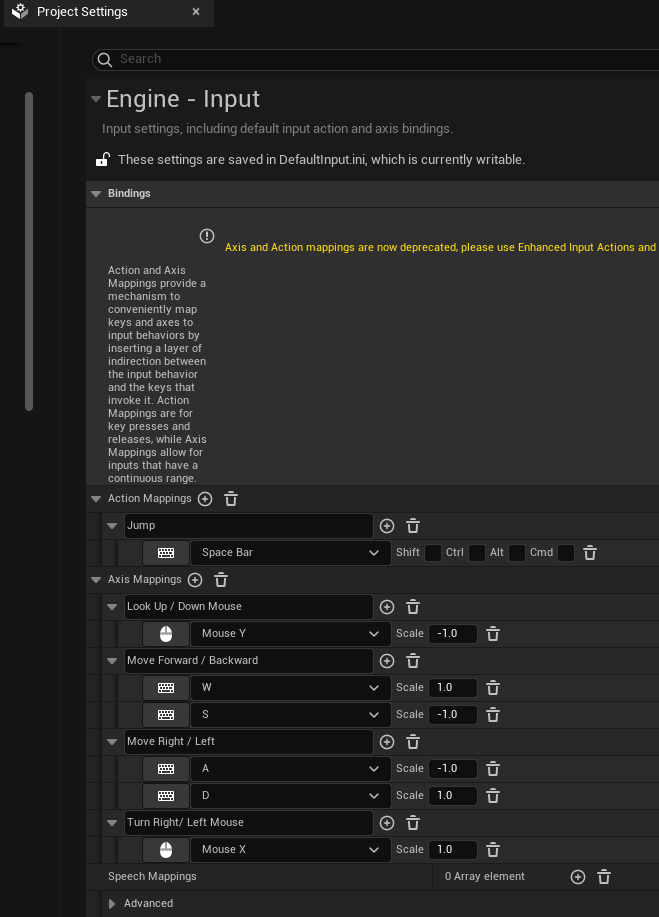 Project Settings
Search
Engine - Input
Input settings, including default input action and axis bindings.
These settings are saved in DefaultInput.ini, which is currently writable.
Bindings
Axis and Action mappings are now deprecated, please use Enhanced Input Actions and
Action and Axis
Mappings provide a
mechanism to
conveniently map
keys and axes to
input behaviors by
inserting a layer of
indirection between
the input behavior
and the keys that
invoke it. Action
Mappings are for
key presses and
releases, while Axis
Mappings allow for
inputs that have a
continuous range.
Action Mappings
Jump
Space Bar Shift Ctrl Alt Cmd
Axis Mappings
Look Up / Down Mouse
Mouse Y Scale -1.0
Move Forward / Backward
W Scale 1.0
S Scale -1.0
Move Right / Left
A Scale -1.0
D Scale 1.0
Turn Right/ Left Mouse
Mouse X Scale 1.0
Speech Mappings 0 Array element
Advanced